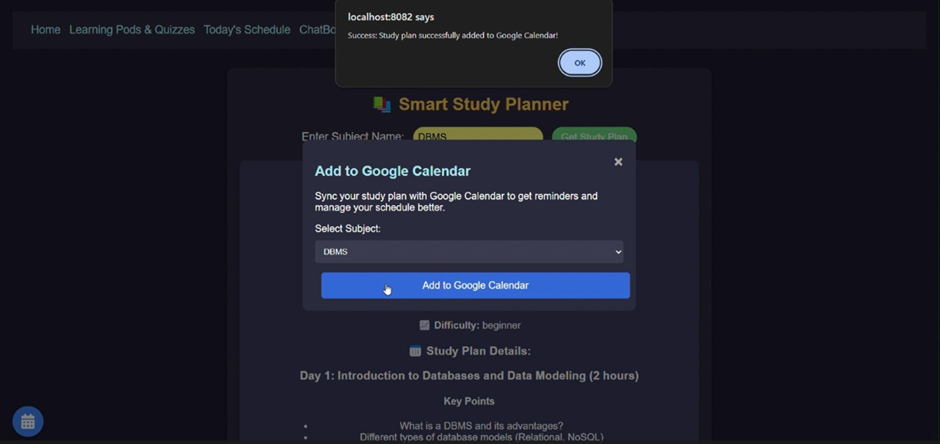 localhost:8082 says
Success: Study plan successfully added to Google Calendar!
OK
Home Learning Pods & Quizzes Today's Schedule ChatBo
Smart Study Planner
Enter Subject Name: DBMS Get Study Plan
Add to Google Calendar ×
Sync your study plan with Google Calendar to get reminders and
manage your schedule better.
Select Subject:
DBMS
Add to Google Calendar
Difficulty: beginner
Study Plan Details:
Day 1: Introduction to Databases and Data Modeling (2 hours)
Key Points
• What is a DBMS and its advantages?
• Different types of database models (Relational, NoSQL)